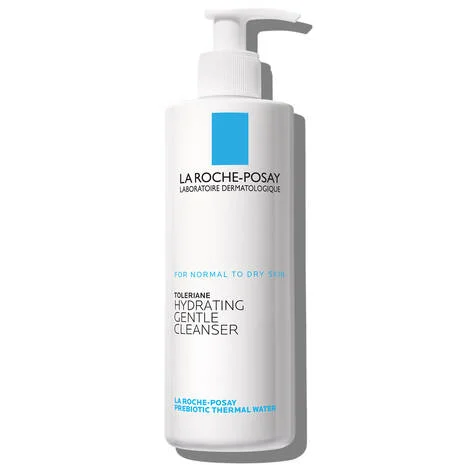 LA ROCHE-POSAY
LABORATOIRE DERMATOLOGIQUE
FOR NORMAL TO DRY SKIN
TOLERIANE
HYDRATING
GENTLE
CLEANSER
LA ROCHE-POSAY
PREBIOTIC THERMAL WATER